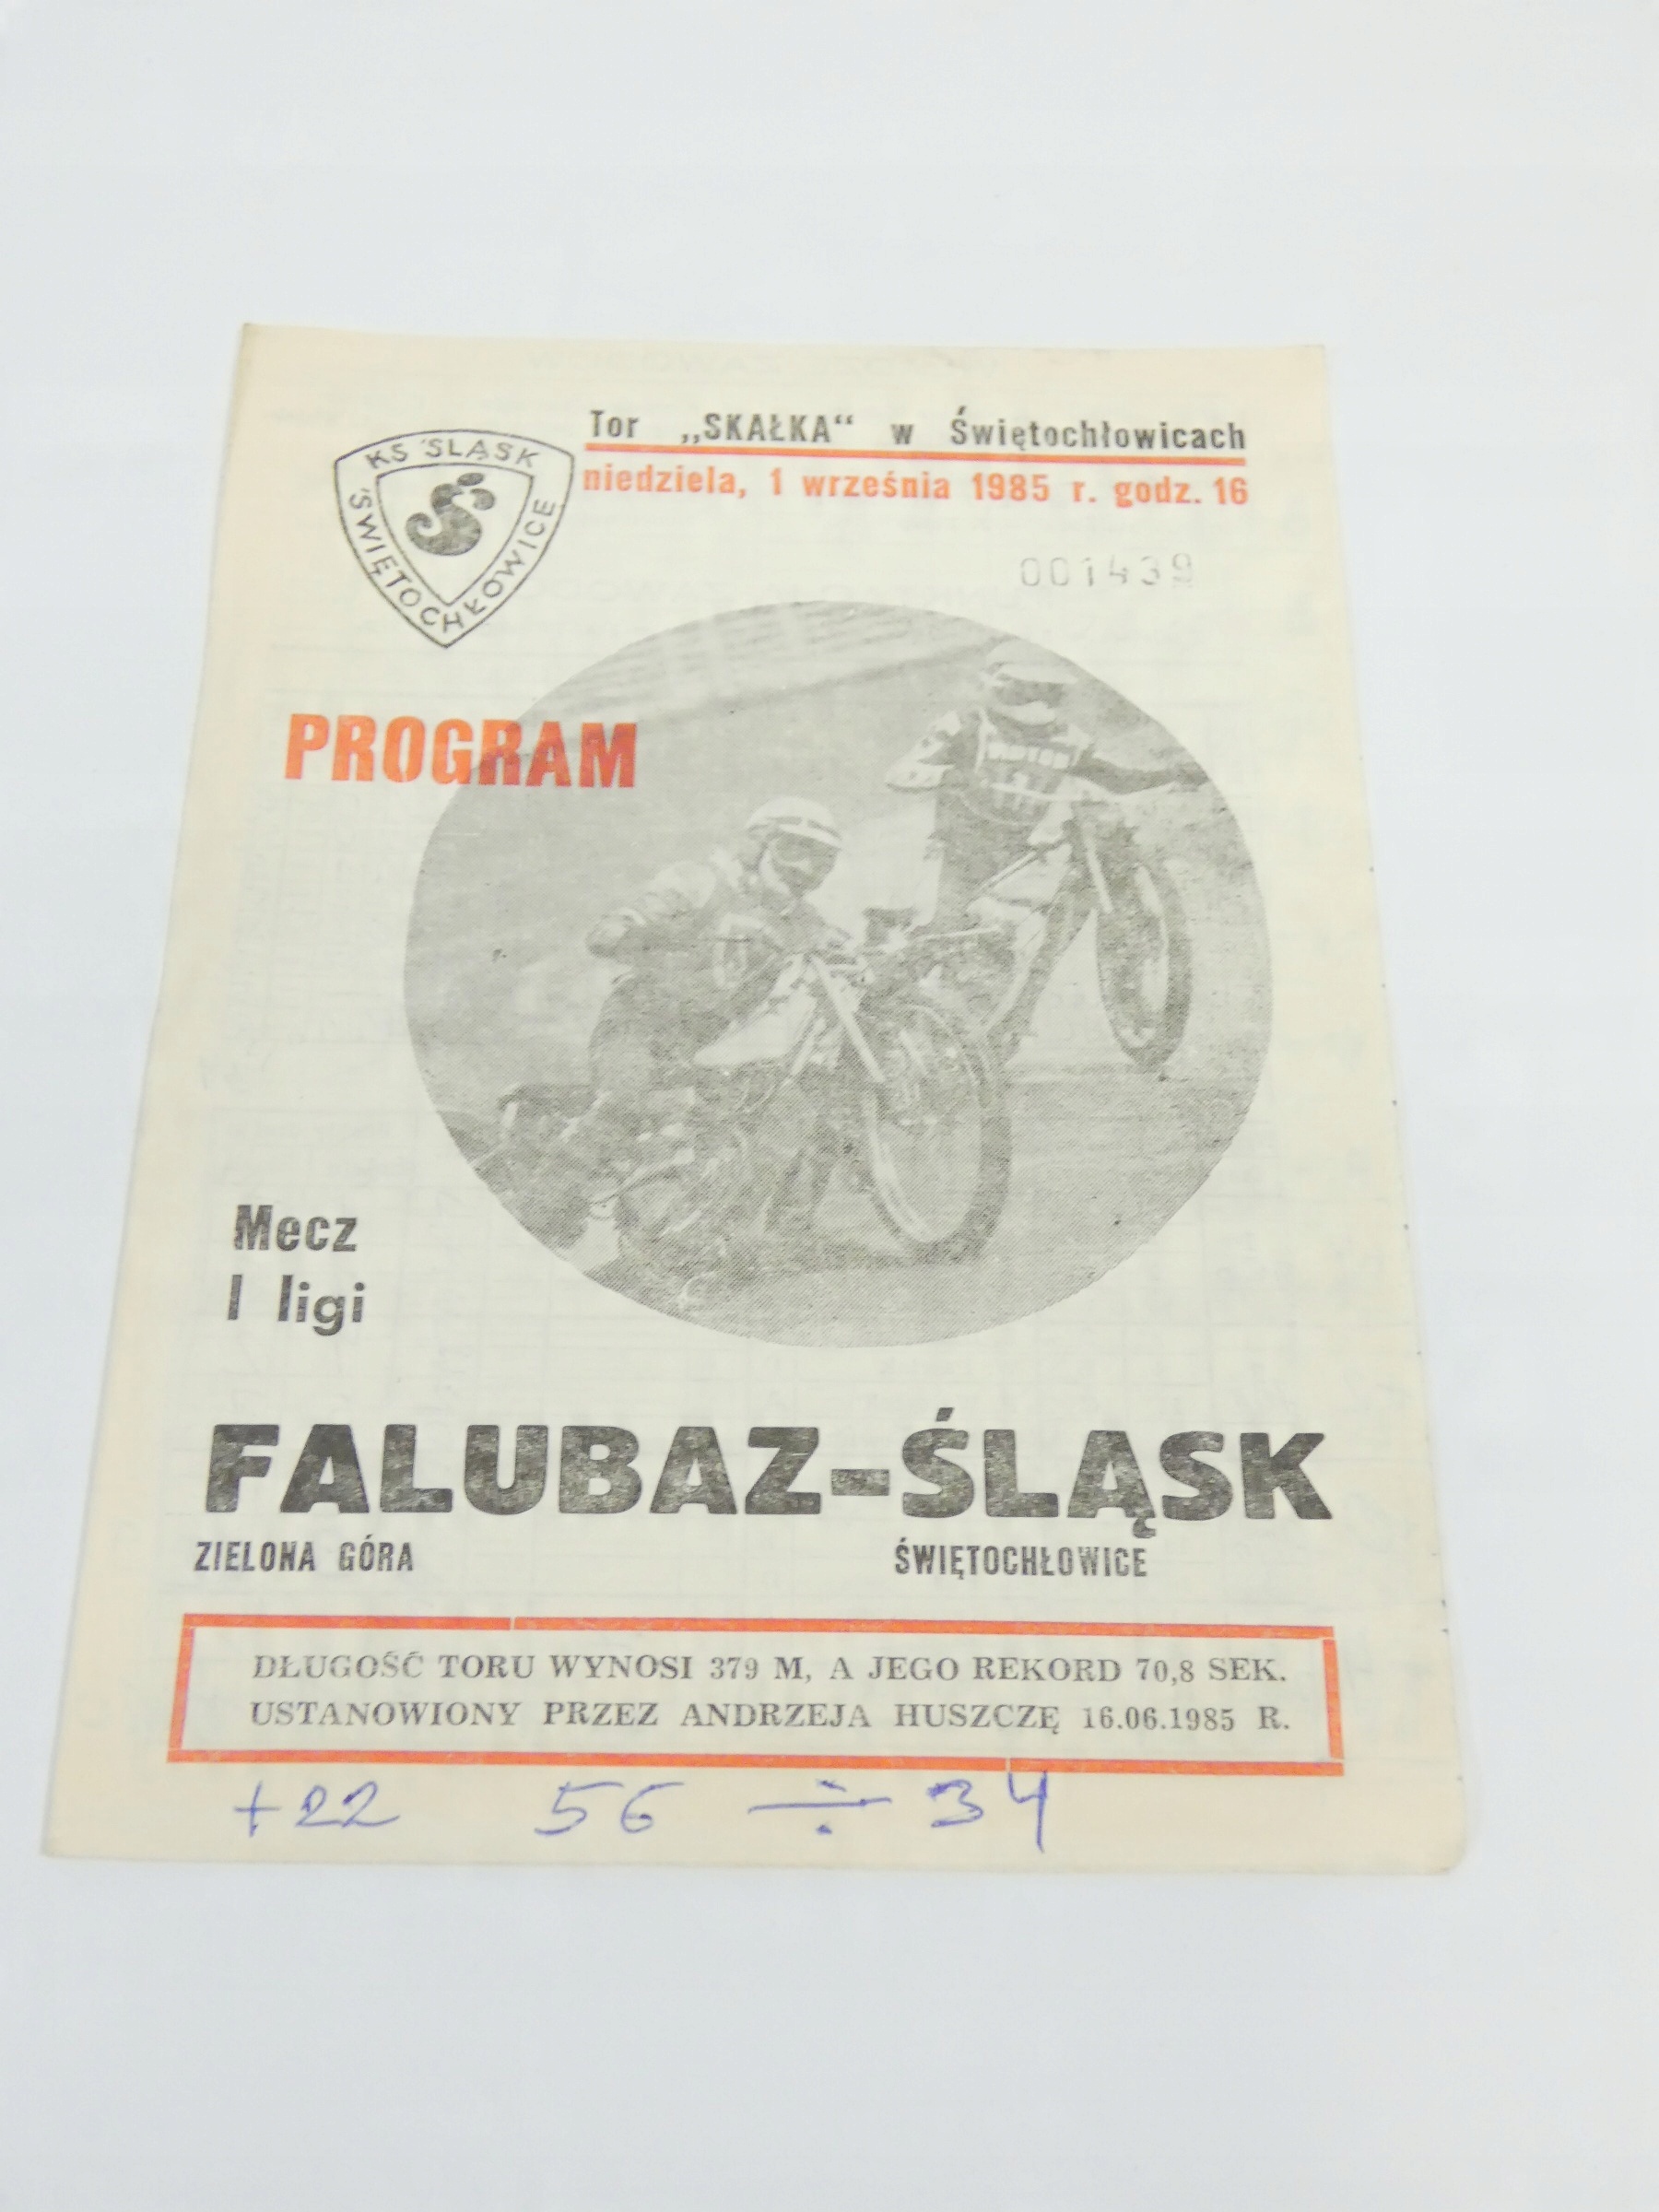 Tor „SKAŁKA“ w Świętochłowicach
niedziela, 1 września 1985 r. godz. 16
KS ŚLĄSK
ŚWIĘTOCHŁOWICE
Ś
001439
PROGRAM
Mecz
I ligi
FALUBAZ-ŚLĄSK
ZIELONA GÓRA ŚWIĘTOCHŁOWICE
DŁUGOŚĆ TORU WYNOSI 379 M, A JEGO REKORD 70,8 SEK.
USTANOWIONY PRZEZ ANDRZEJA HUSZCZĘ 16.06.1985 R.
+22 56 ÷ 34